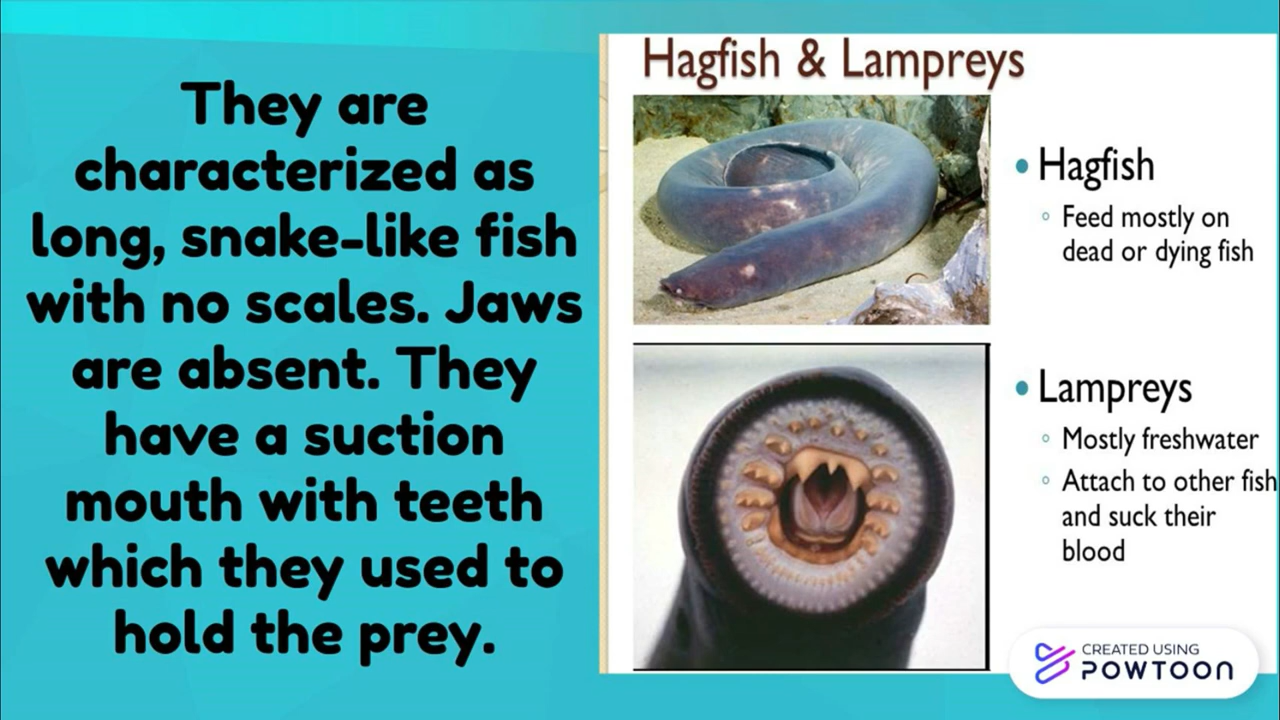 They are
characterized as
long, snake-like fish
with no scales. Jaws
are absent. They
have a suction
mouth with teeth
which they used to
hold the prey.
Hagfish & Lampreys
• Hagfish
◦ Feed mostly on
dead or dying fish
• Lampreys
◦ Mostly freshwater
◦ Attach to other fish
and suck their
blood
CREATED USING
POWTOON